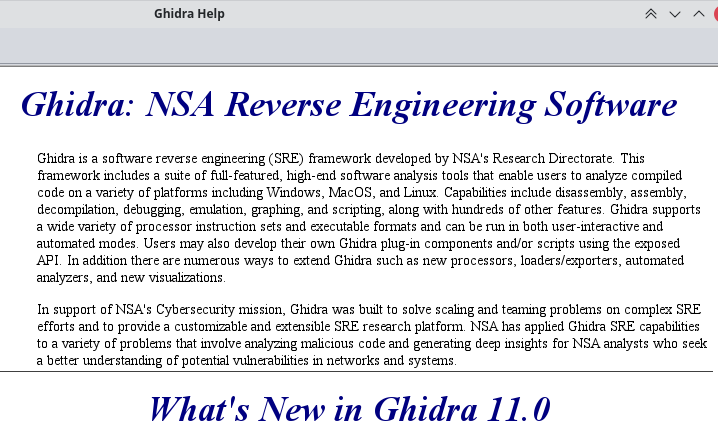 Ghidra Help
Ghidra: NSA Reverse Engineering Software
Ghidra is a software reverse engineering (SRE) framework developed by NSA's Research Directorate. This
framework includes a suite of full-featured, high-end software analysis tools that enable users to analyze compiled
code on a variety of platforms including Windows, MacOS, and Linux. Capabilities include disassembly, assembly,
decompilation, debugging, emulation, graphing, and scripting, along with hundreds of other features. Ghidra supports
a wide variety of processor instruction sets and executable formats and can be run in both user-interactive and
automated modes. Users may also develop their own Ghidra plug-in components and/or scripts using the exposed
API. In addition there are numerous ways to extend Ghidra such as new processors, loaders/exporters, automated
analyzers, and new visualizations.
In support of NSA's Cybersecurity mission, Ghidra was built to solve scaling and teaming problems on complex SRE
efforts and to provide a customizable and extensible SRE research platform. NSA has applied Ghidra SRE capabilities
to a variety of problems that involve analyzing malicious code and generating deep insights for NSA analysts who seek
a better understanding of potential vulnerabilities in networks and systems.
What's New in Ghidra 11.0